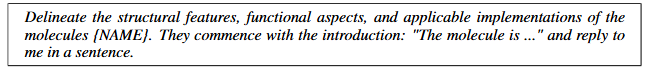 Delineate the structural features, functional aspects, and applicable implementations of the
molecules {NAME}. They commence with the introduction: "The molecule is ..." and reply to
me in a sentence.